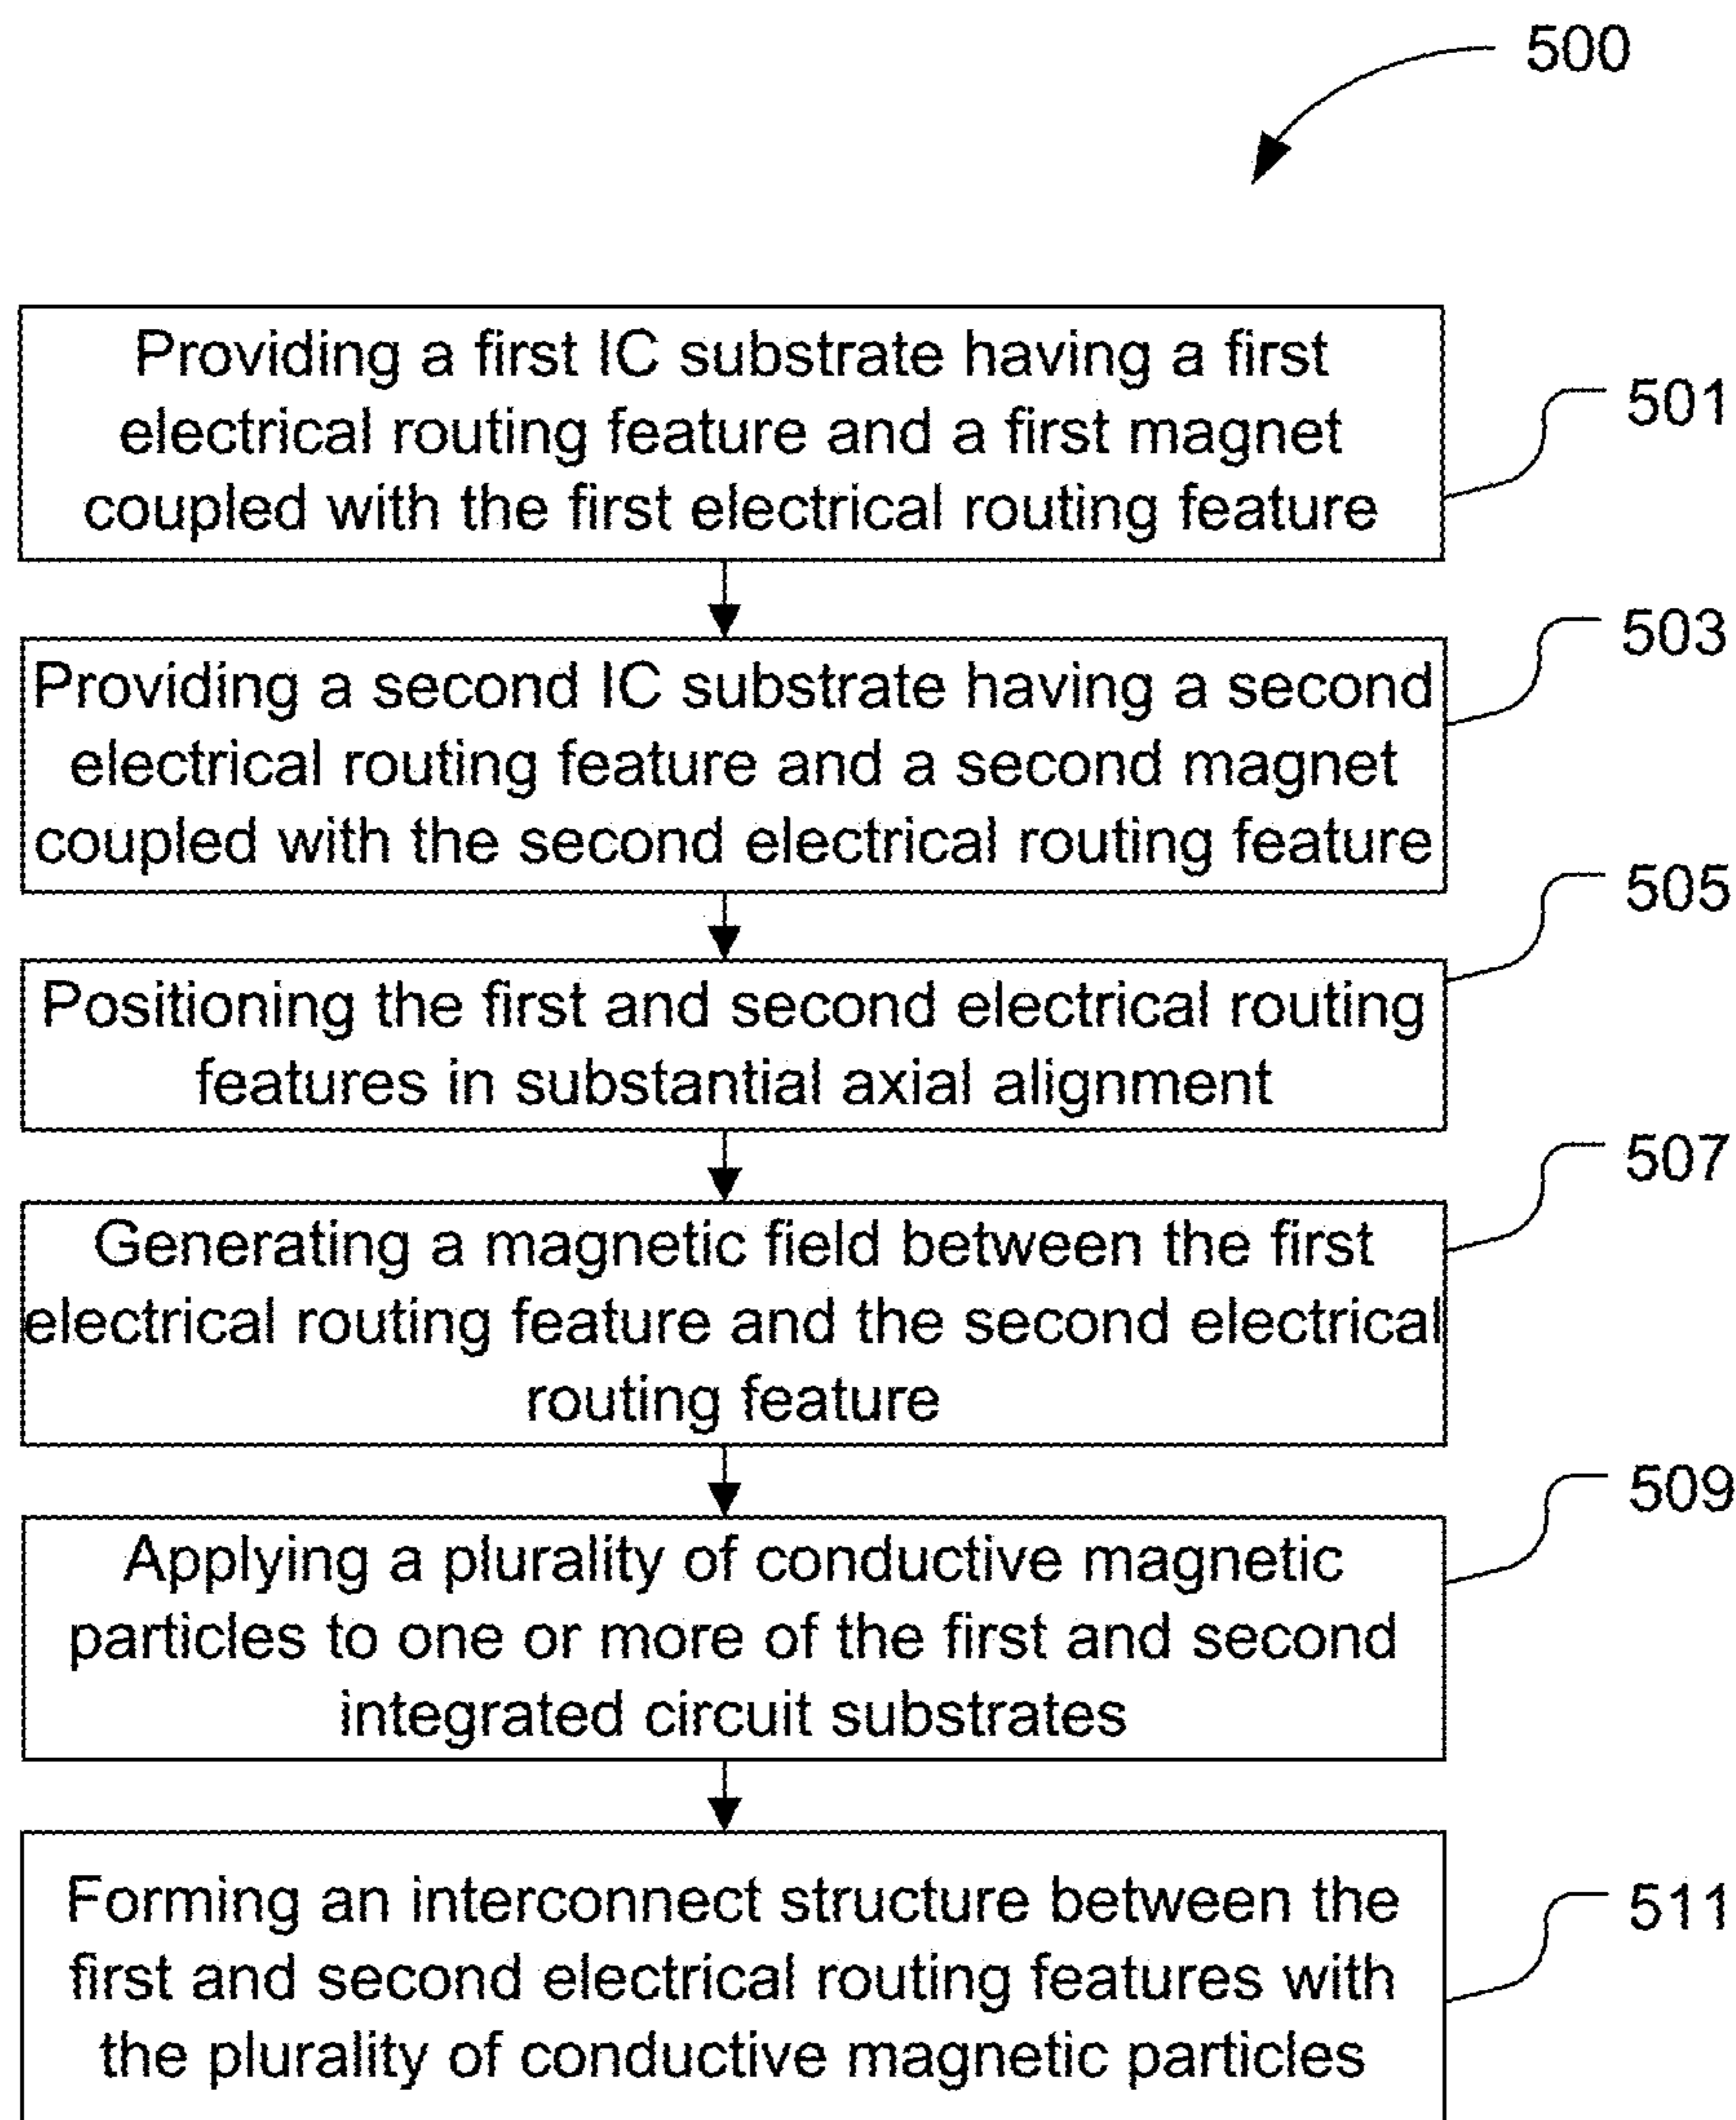 500
Providing a first IC substrate having a first
electrical routing feature and a first magnet
coupled with the first electrical routing feature
501
Providing a second IC substrate having a second
electrical routing feature and a second magnet
coupled with the second electrical routing feature
503
Positioning the first and second electrical routing
features in substantial axial alignment
505
Generating a magnetic field between the first
electrical routing feature and the second electrical
routing feature
507
Applying a plurality of conductive magnetic
particles to one or more of the first and second
integrated circuit substrates
509
Forming an interconnect structure between the
first and second electrical routing features with
the plurality of conductive magnetic particles
511